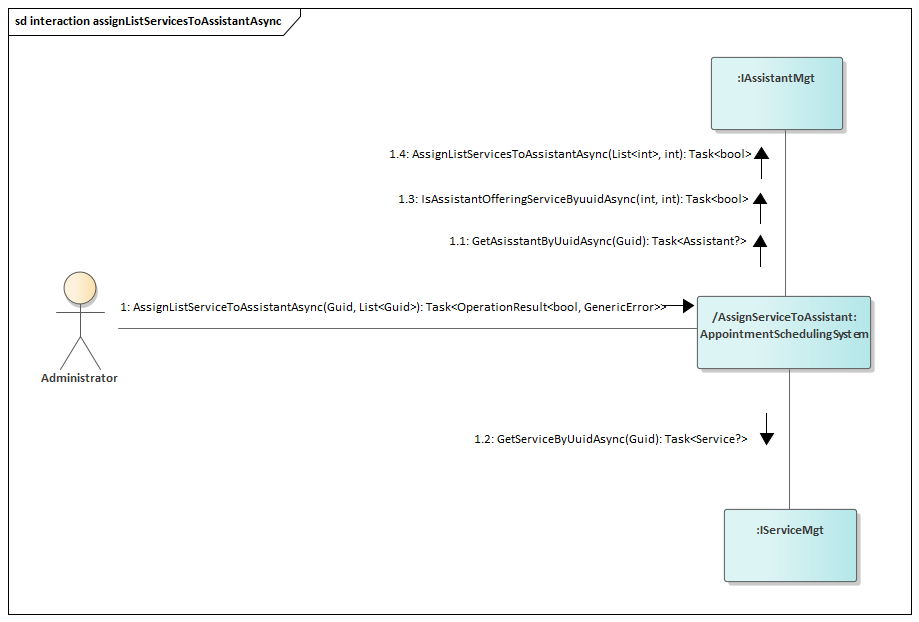 sd interaction assignListServicesToAssistantAsync
:IAssistantMgt
1.4: AssignListServicesToAssistantAsync(List<int>, int): Task<bool>
1.3: IsAssistantOfferingServiceByuuidAsync(int, int): Task<bool>
1.1: GetAsisstantByUuidAsync(Guid): Task<Assistant?>
1: AssignListServiceToAssistantAsync(Guid, List<Guid>): Task<OperationResult<bool, GenericError>>
/AssignServiceToAssistant:
AppointmentSchedulingSystem
Administrator
1.2: GetServiceByUuidAsync(Guid): Task<Service?>
:IServiceMgt